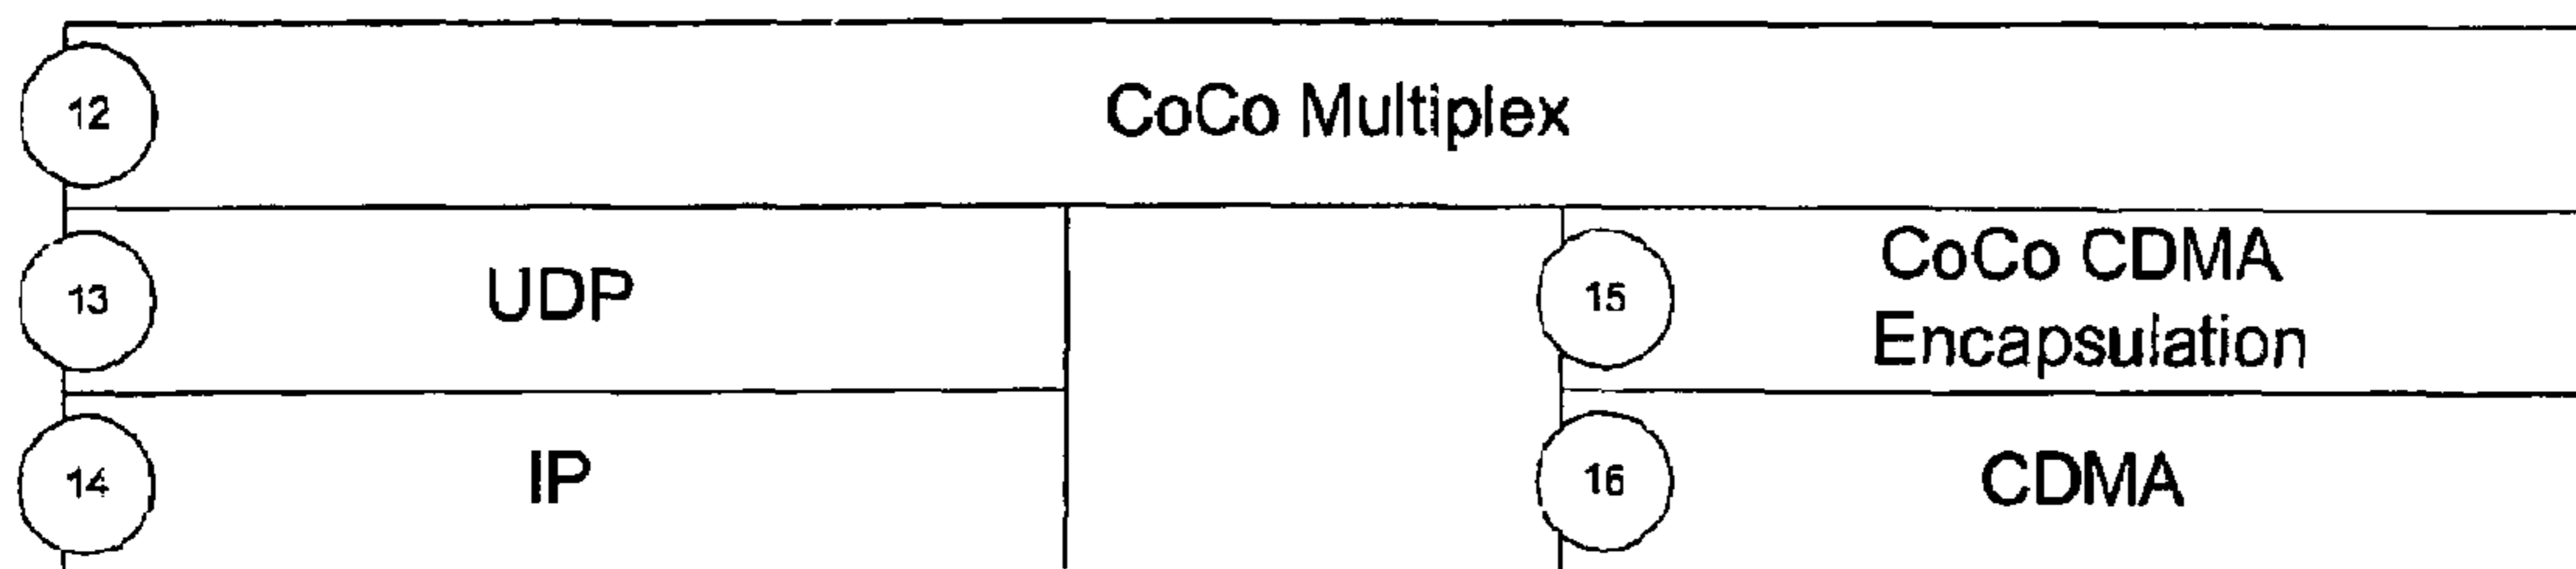 12
CoCo Multiplex
13
UDP
15
CoCo CDMA
Encapsulation
14
IP
16
CDMA